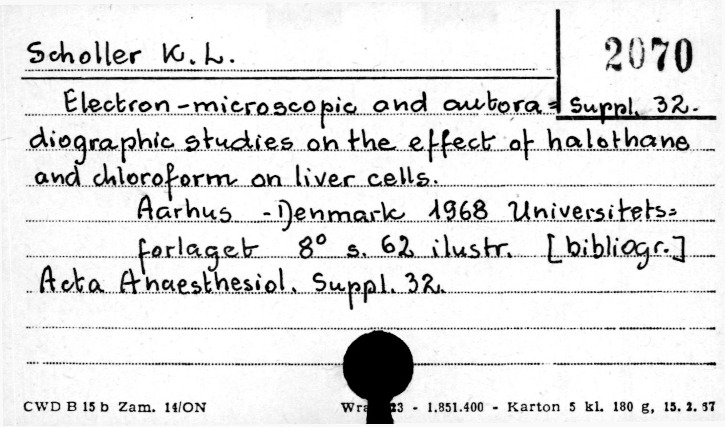 Scholler K. L.
2070
Electron-microscopic and autora=
Suppl. 32.
diographic studies on the effect of halothane
and chloroform on liver cells.
Aarhus - Denmark 1968 Universitets=
forlaget 8° s. 62 ilustr. [bibliogr.]
Acta Anaesthesiol. Suppl. 32.
CWD B 15 b Zam. 14/ON
23 - 1.851.400 - Karton 5 kl. 180 g, 15. 2. 57